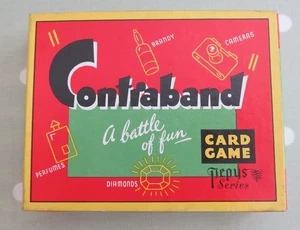 BRANDY
CAMERAS
Contraband
A battle
of fun
PERFUMES
DIAMONDS
CARD
GAME
Pepys
Series